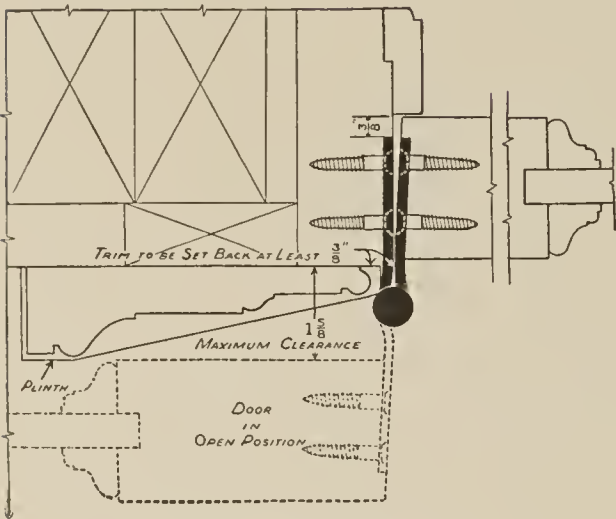 3/8"
TRIM TO BE SET BACK AT LEAST 3/8"
1 5/8
MAXIMUM CLEARANCE
PLINTH
DOOR
IN
OPEN POSITION